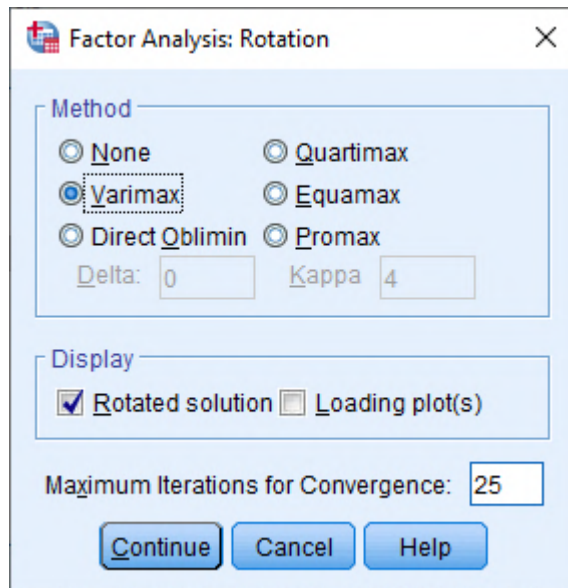 Factor Analysis: Rotation
Method
None Quartimax
Varimax Equamax
Direct Oblimin Promax
Delta: 0 Kappa 4
Display
Rotated solution Loading plot(s)
Maximum Iterations for Convergence: 25
Continue Cancel Help